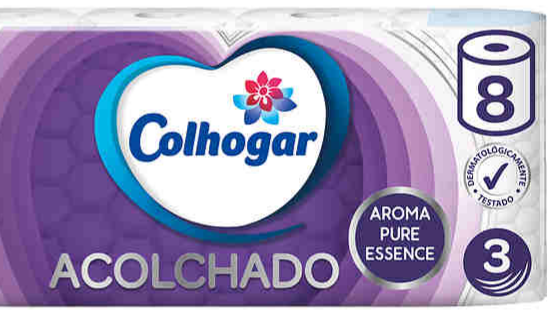 Colhogar
ACOLCHADO
AROMA
PURE
ESSENCE
8
DERMATOLÓGICAMENTE
TESTADO
3